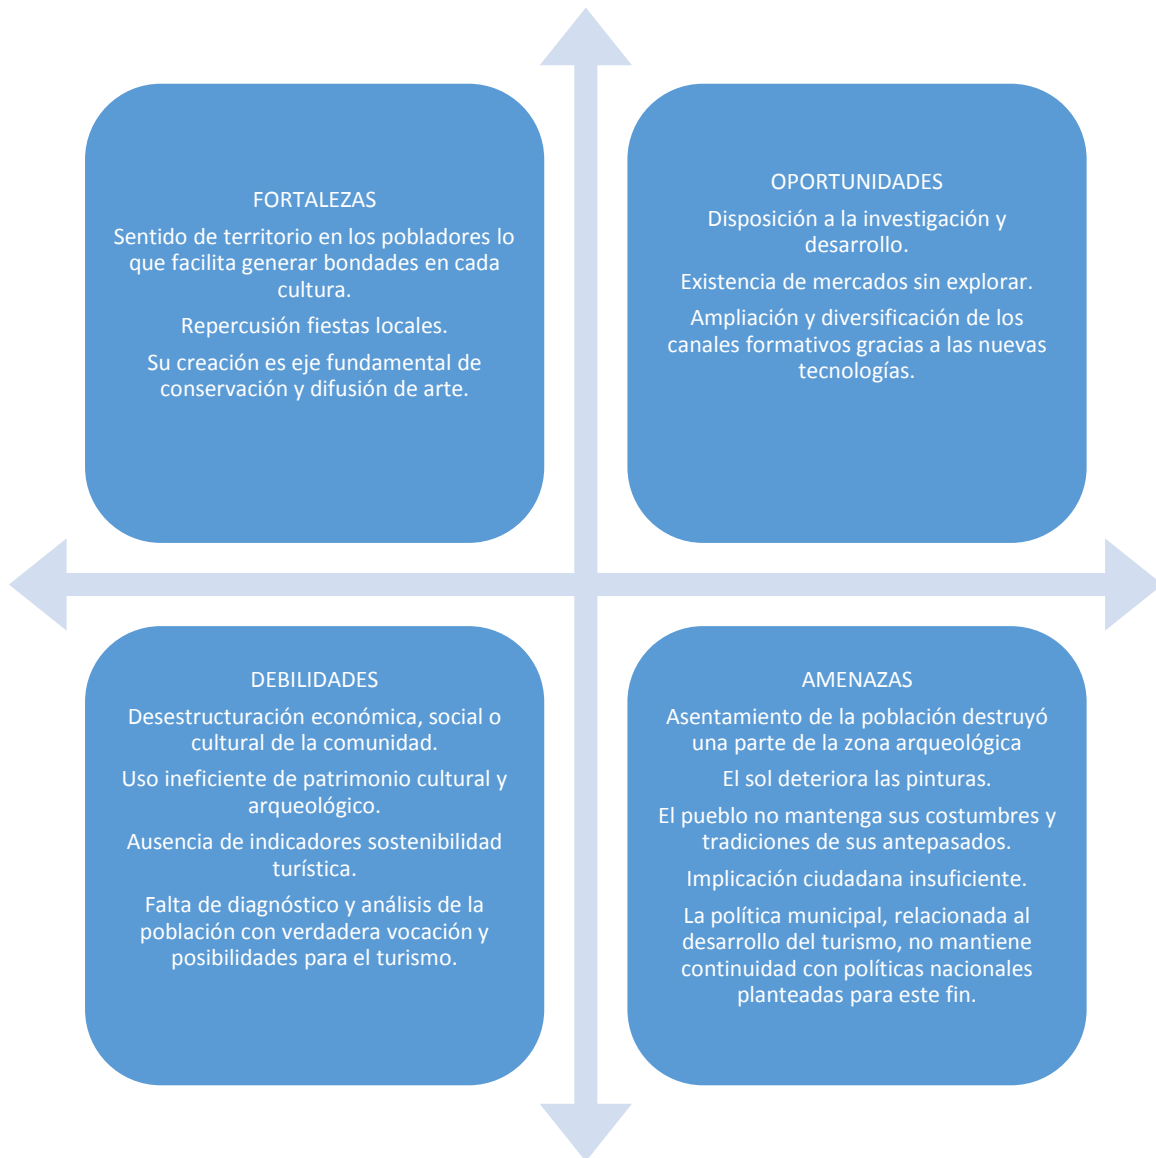 FORTALEZAS
Sentido de territorio en los pobladores lo
que facilita generar bondades en cada
cultura.
Repercusión fiestas locales.
Su creación es eje fundamental de
conservación y difusión de arte.
OPORTUNIDADES
Disposición a la investigación y
desarrollo.
Existencia de mercados sin explorar.
Ampliación y diversificación de los
canales formativos gracias a las nuevas
tecnologías.
DEBILIDADES
Desestructuración económica, social o
cultural de la comunidad.
Uso ineficiente de patrimonio cultural y
arqueológico.
Ausencia de indicadores sostenibilidad
turística.
Falta de diagnóstico y análisis de la
población con verdadera vocación y
posibilidades para el turismo.
AMENAZAS
Asentamiento de la población destruyó
una parte de la zona arqueológica
El sol deteriora las pinturas.
El pueblo no mantenga sus costumbres y
tradiciones de sus antepasados.
Implicación ciudadana insuficiente.
La política municipal, relacionada al
desarrollo del turismo, no mantiene
continuidad con políticas nacionales
planteadas para este fin.